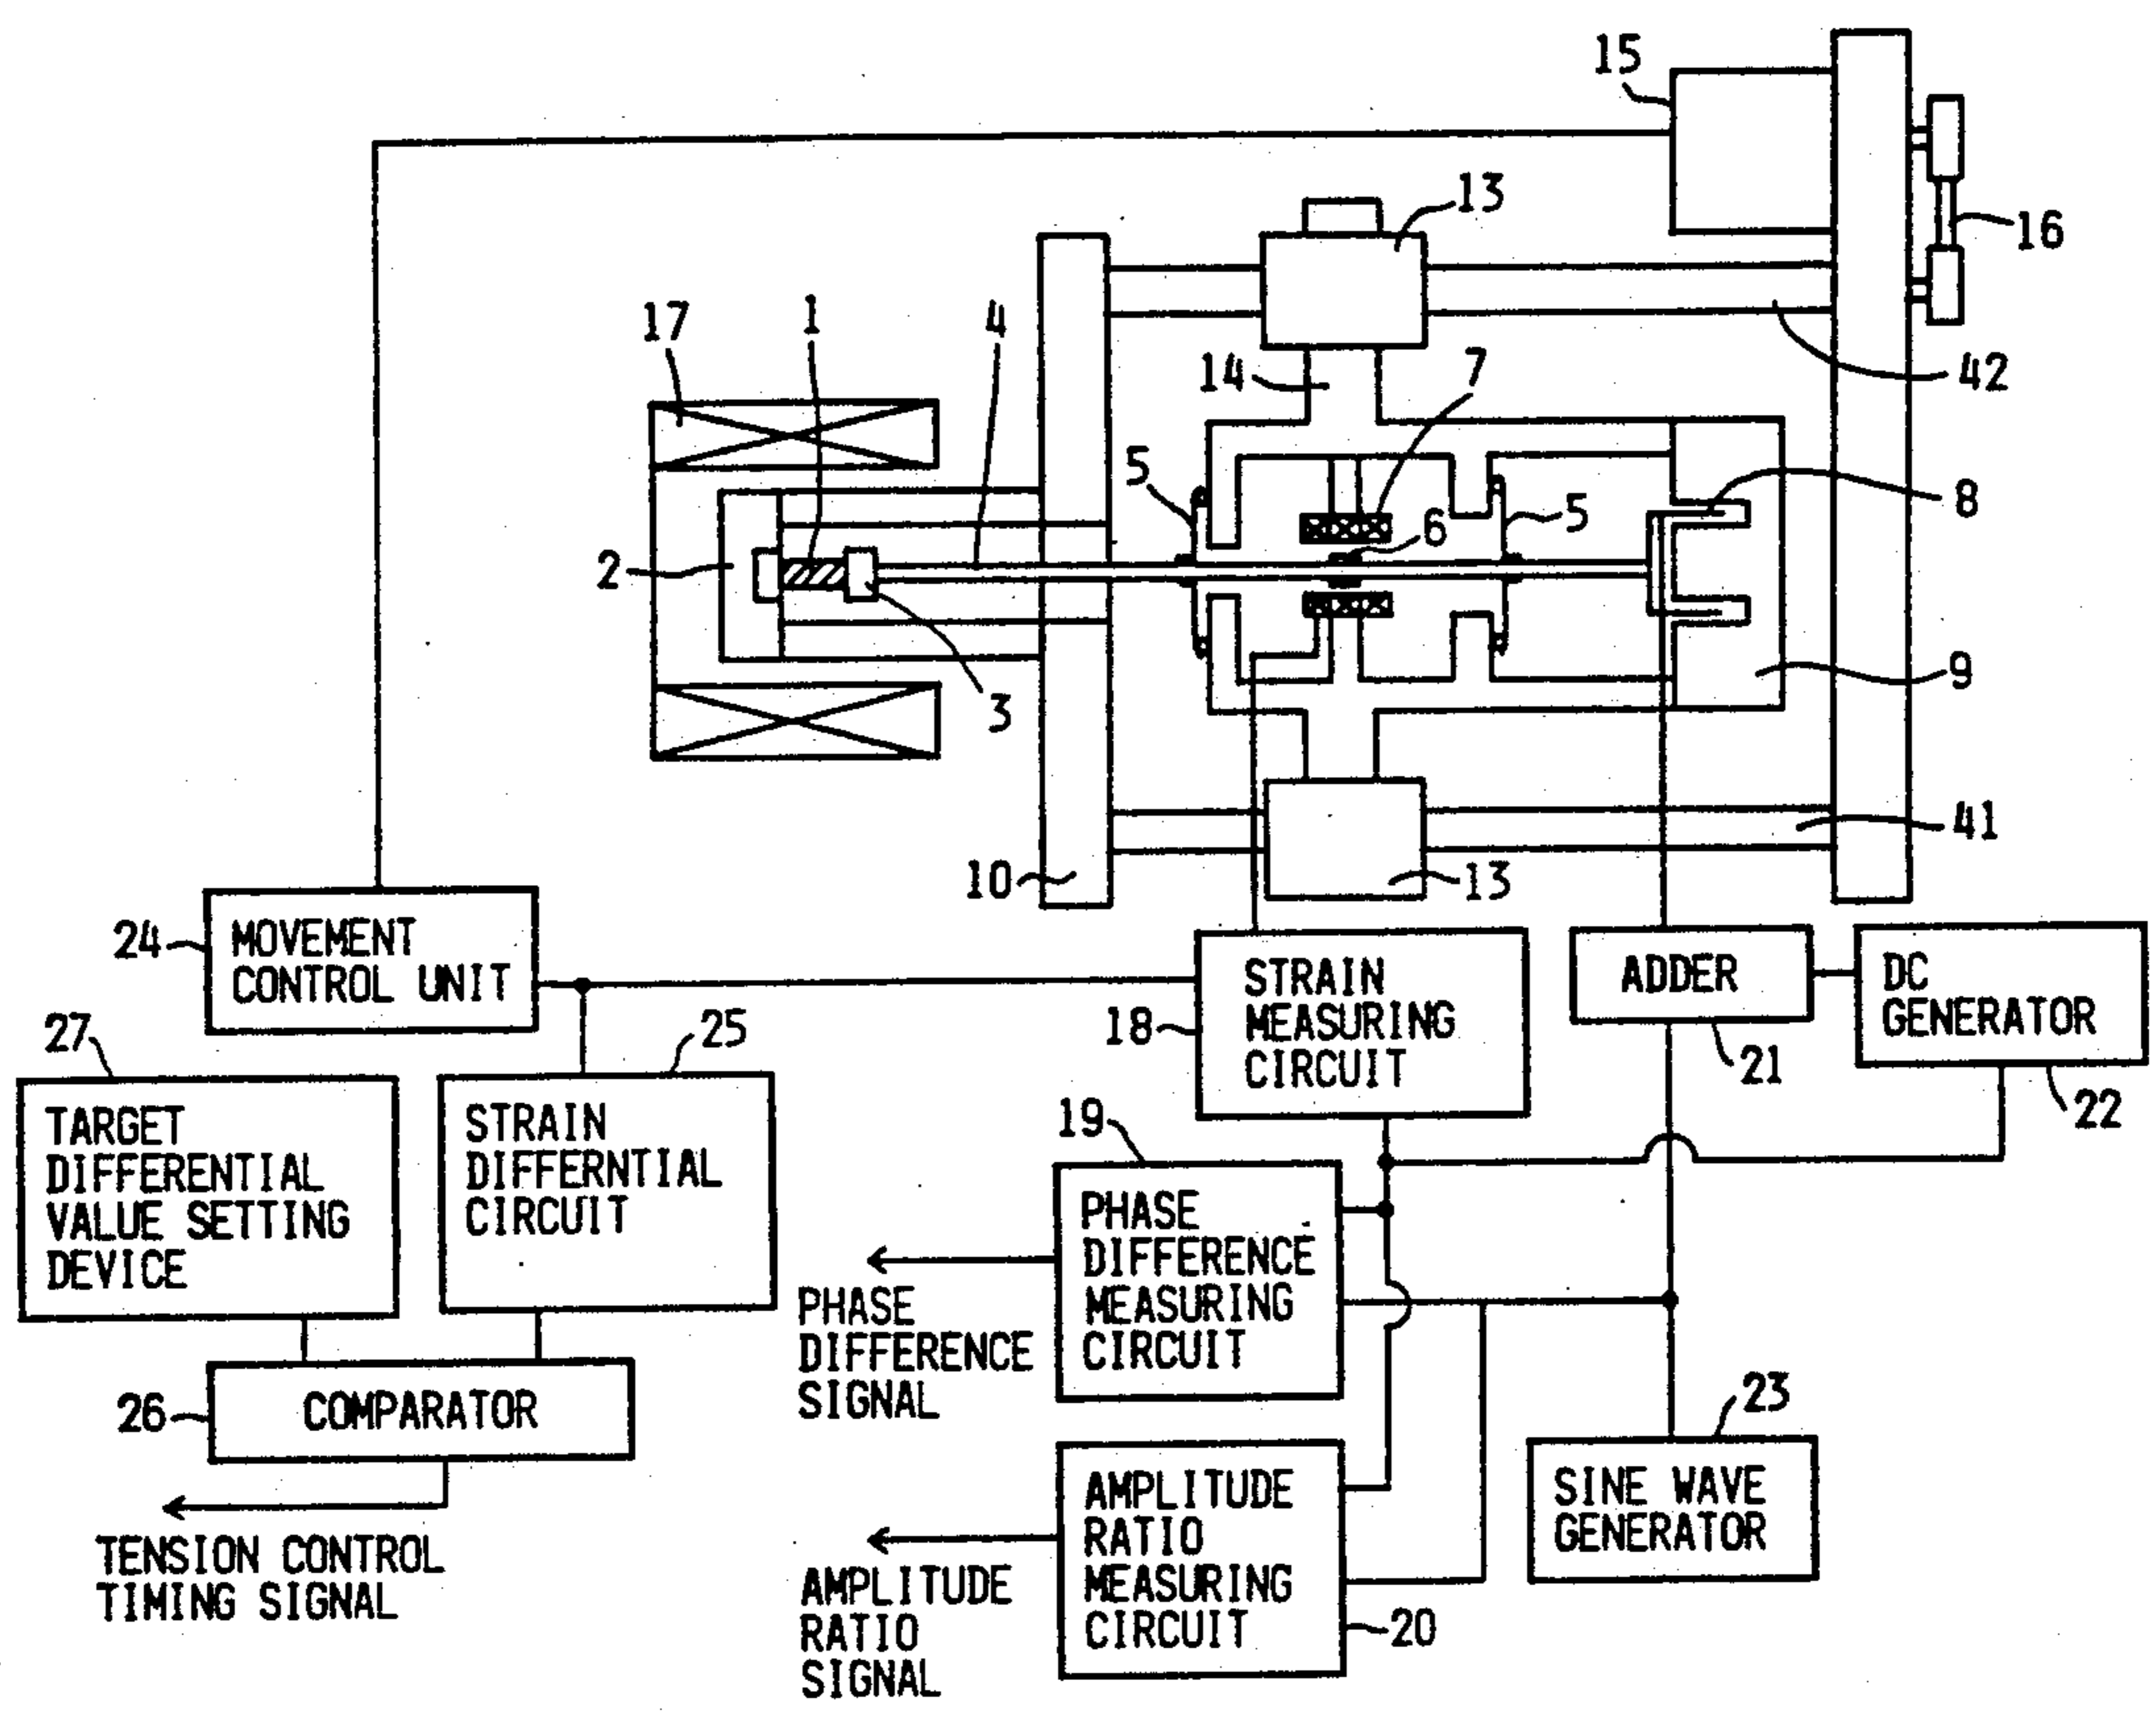 15
13
16
17
1
4
14
7
42
5
6
5
8
2
9
3
10
13
41
24
MOVEMENT
CONTROL UNIT
18
STRAIN
MEASURING
CIRCUIT
ADDER
21
DC
GENERATOR
22
27
TARGET
DIFFERENTIAL
VALUE SETTING
DEVICE
25
STRAIN
DIFFERNTIAL
CIRCUIT
19
PHASE
DIFFERENCE
MEASURING
CIRCUIT
PHASE
DIFFERENCE
SIGNAL
26
COMPARATOR
23
SINE WAVE
GENERATOR
AMPLITUDE
RATIO
MEASURING
CIRCUIT
20
TENSION CONTROL
TIMING SIGNAL
AMPLITUDE
RATIO
SIGNAL